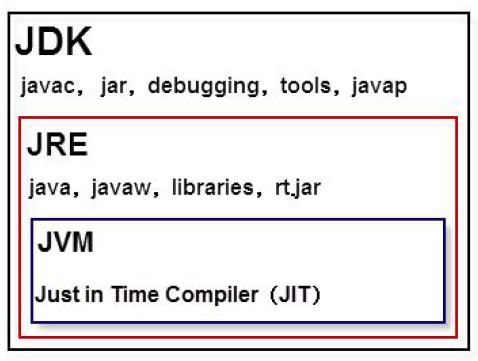 JDK
javac, jar, debugging, tools, javap
JRE
java, javaw, libraries, rt.jar
JVM
Just in Time Compiler (JIT)